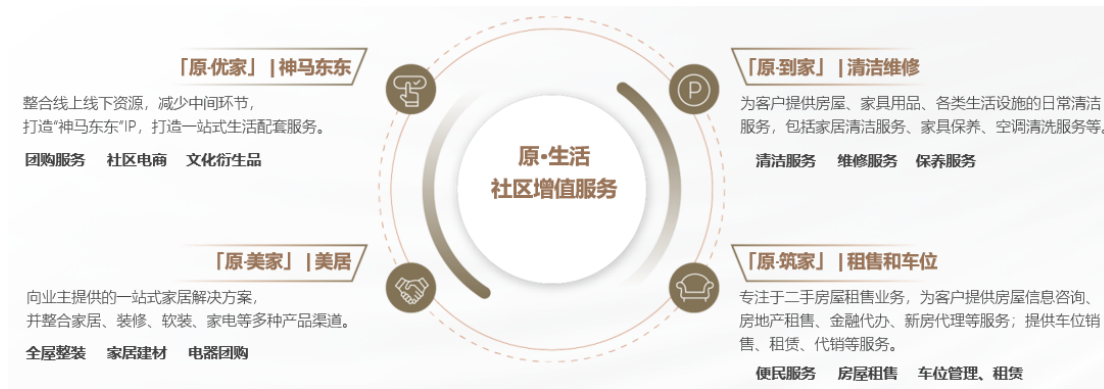 「原·优家」 | 神马东东
整合线上线下资源，减少中间环节，
打造“神马东东”IP，打造一站式生活配套服务。
团购服务 社区电商 文化衍生品
「原·到家」 | 清洁维修
为客户提供房屋、家具用品、各类生活设施的日常清洁
服务，包括家居清洁服务、家具保养、空调清洗服务等。
清洁服务 维修服务 保养服务
P
原·生活
社区增值服务
「原·美家」 | 美居
向业主提供的一站式家居解决方案，
并整合家居、装修、软装、家电等多种产品渠道。
全屋整装 家居建材 电器团购
「原·筑家」 | 租售和车位
专注于二手房屋租售业务，为客户提供房屋信息咨询、
房地产租售、金融代办、新房代理等服务；提供车位销
售、租赁、代销等服务。
便民服务 房屋租售 车位管理、租赁